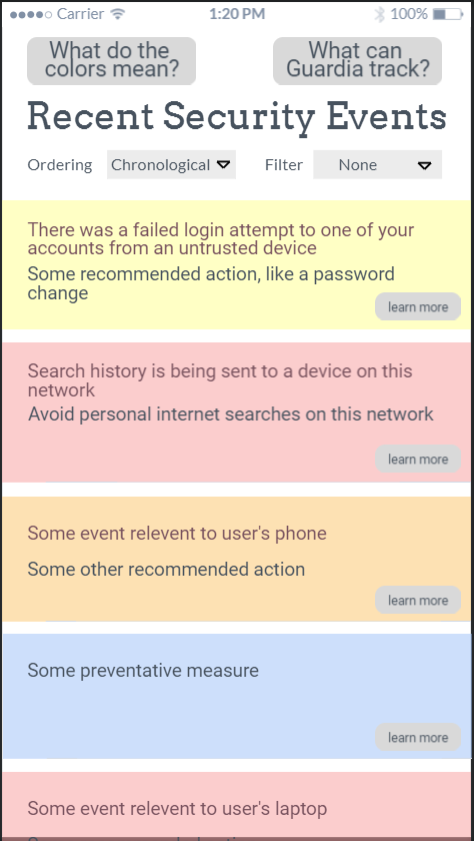 Carrier 1:20 PM 100%
What do the
colors mean?
What can
Guardia track?
Recent Security Events
Ordering Chronological Filter None
There was a failed login attempt to one of your
accounts from an untrusted device
Some recommended action, like a password
change
learn more
Search history is being sent to a device on this
network
Avoid personal internet searches on this network
learn more
Some event relevent to user's phone
Some other recommended action
learn more
Some preventative measure
learn more
Some event relevent to user's laptop